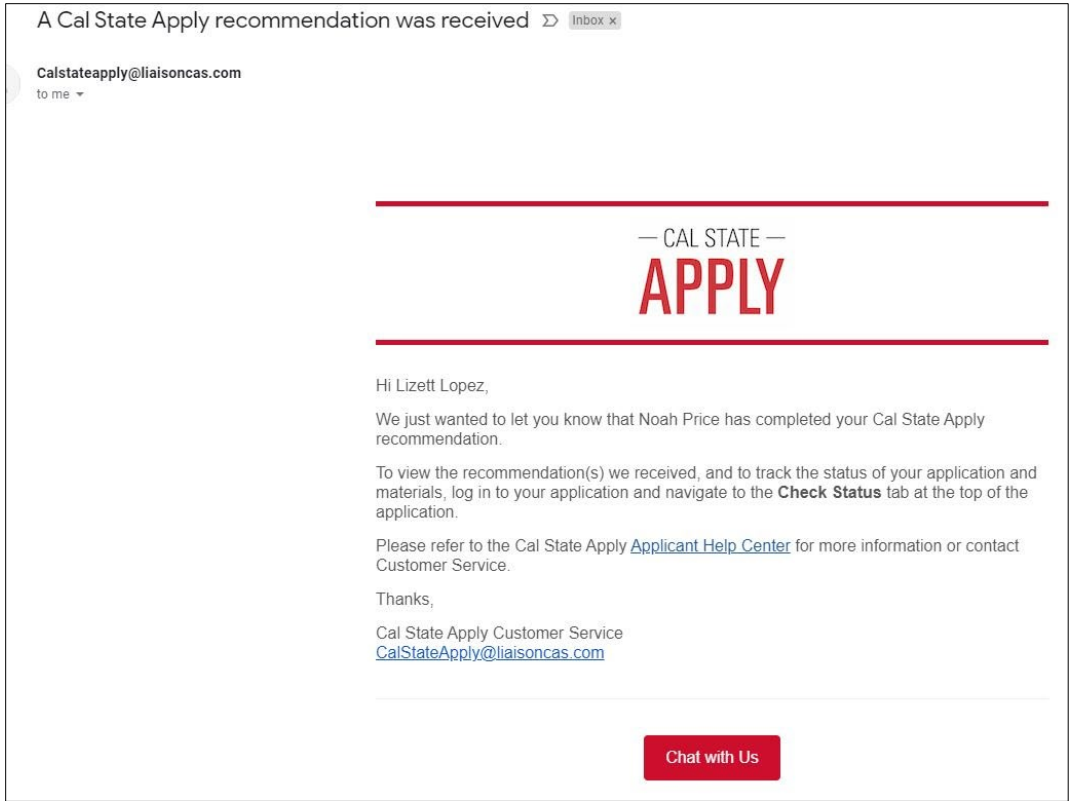 A Cal State Apply recommendation was received Inbox x
Calstateapply@liaisoncas.com
to me
— CAL STATE —
APPLY
Hi Lizett Lopez,
We just wanted to let you know that Noah Price has completed your Cal State Apply
recommendation.
To view the recommendation(s) we received, and to track the status of your application and
materials, log in to your application and navigate to the Check Status tab at the top of the
application.
Please refer to the Cal State Apply Applicant Help Center for more information or contact
Customer Service.
Thanks,
Cal State Apply Customer Service
CalStateApply@liaisoncas.com
Chat with Us